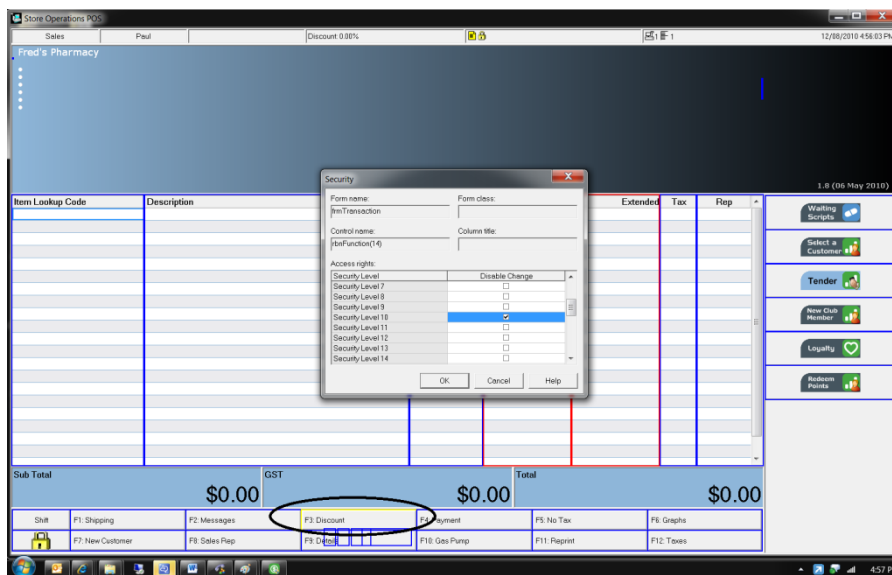 Store Operations POS
Sales Paul Discount 0.00% 1 1 12/08/2010 4:56:03 PM
Fred's Pharmacy
1.8 (06 May 2010)
Security
Form name: Form class:
frmTransaction
Control name: Column title:
rbnFunction(14)
Access rights:
Security Level Disable Change
Security Level 7
Security Level 8
Security Level 9
Security Level 10
Security Level 11
Security Level 12
Security Level 13
Security Level 14
OK Cancel Help
Item Lookup Code Description Extended Tax Rep
Waiting Scripts
Select a Customer
Tender
New Club Member
Loyalty
Redeem Points
Sub Total GST Total
$0.00 $0.00 $0.00
Shift F1: Shipping F2: Messages F3: Discount F4: Payment F5: No Tax F6: Graphs
F7: New Customer F8: Sales Rep F9: Details F10: Gas Pump F11: Reprint F12: Taxes
4:57 P